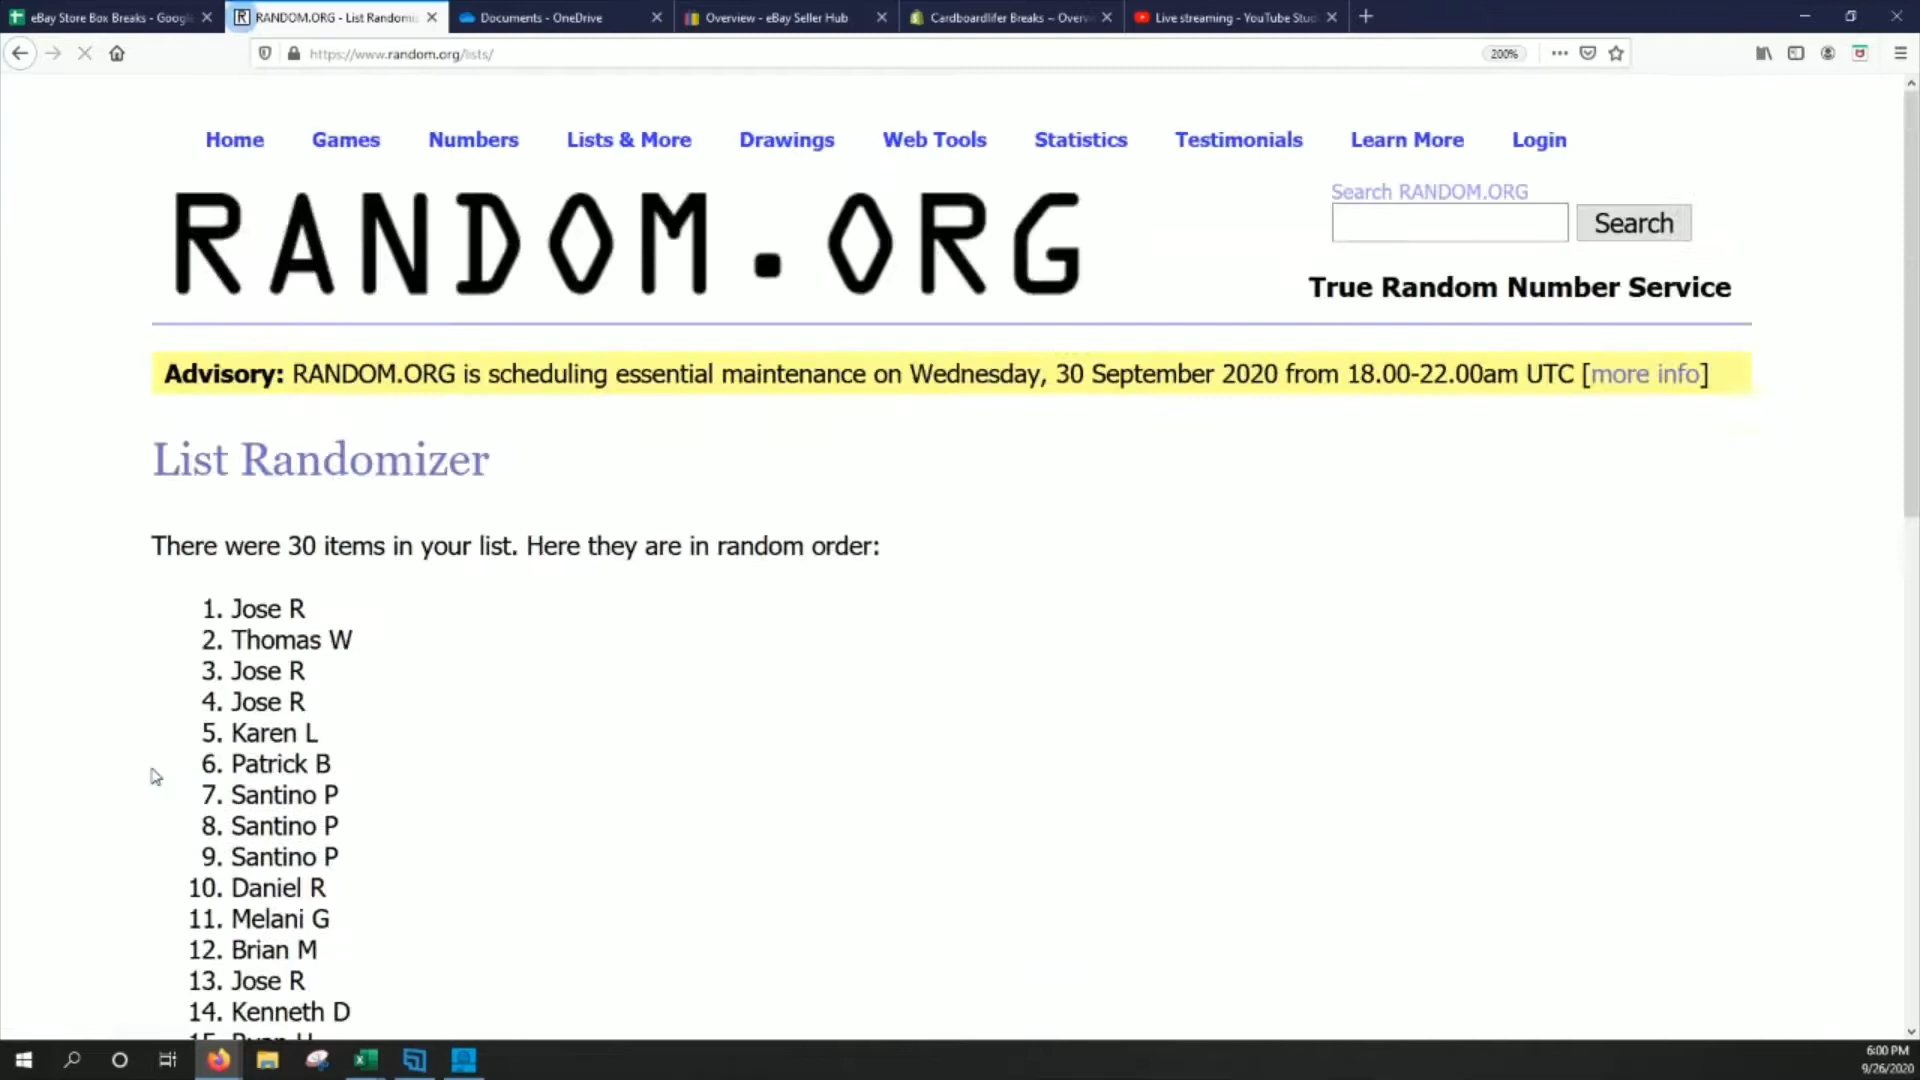 eBay Store Box Breaks - Google
RANDOM.ORG - List Randomi
Documents - OneDrive
Overview - eBay Seller Hub
Cardboardlifer Breaks ~ Overv
Live streaming - YouTube Stud
https://www.random.org/lists/
200%
Home Games Numbers Lists & More Drawings Web Tools Statistics Testimonials Learn More Login
RANDOM.ORG
Search RANDOM.ORG
Search
True Random Number Service
Advisory: RANDOM.ORG is scheduling essential maintenance on Wednesday, 30 September 2020 from 18.00-22.00am UTC [more info]
List Randomizer
There were 30 items in your list. Here they are in random order:
1. Jose R
2. Thomas W
3. Jose R
4. Jose R
5. Karen L
6. Patrick B
7. Santino P
8. Santino P
9. Santino P
10. Daniel R
11. Melani G
12. Brian M
13. Jose R
14. Kenneth D
6:00 PM
9/26/2020